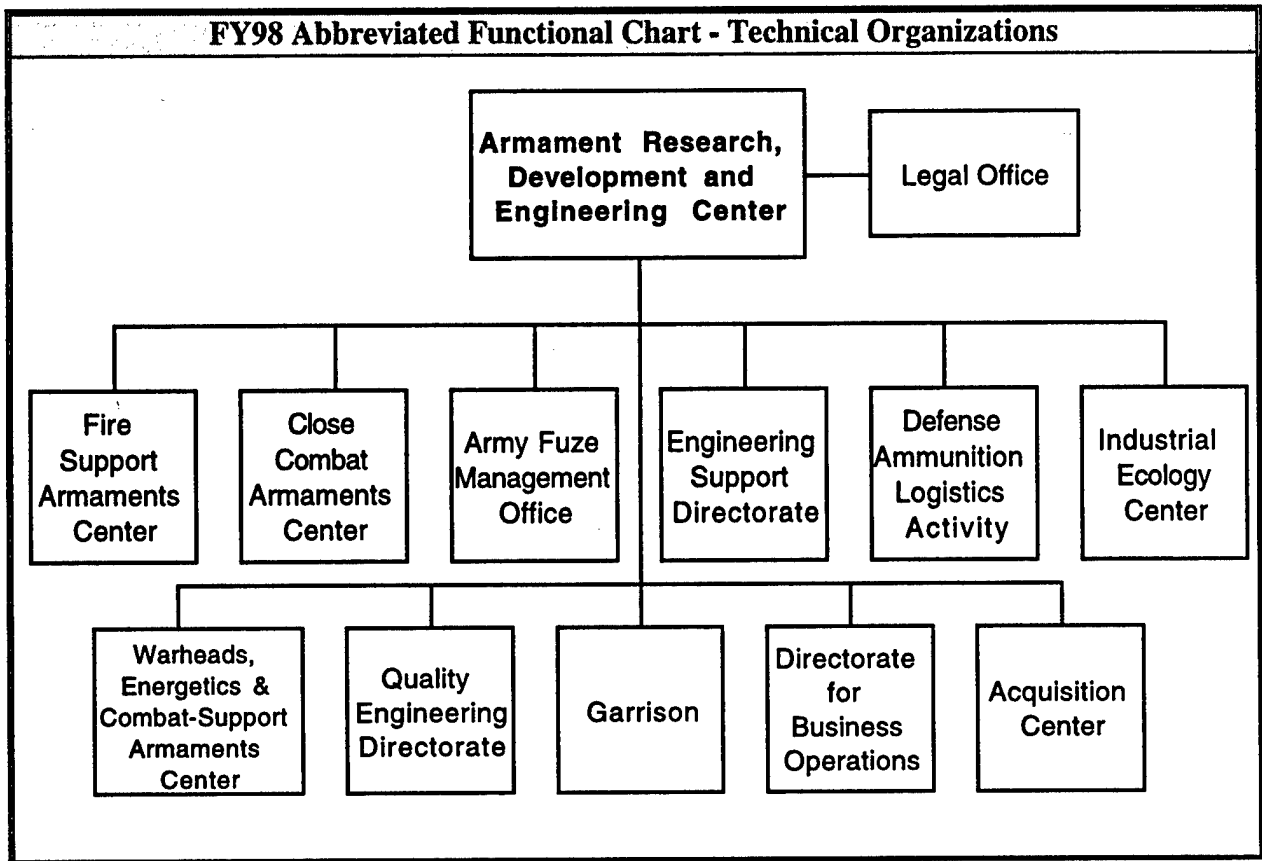 FY98 Abbreviated Functional Chart - Technical Organizations
Armament Research,
Development and
Engineering Center
Legal Office
Fire
Support
Armaments
Center
Close
Combat
Armaments
Center
Army Fuze
Management
Office
Engineering
Support
Directorate
Defense
Ammunition
Logistics
Activity
Industrial
Ecology
Center
Warheads,
Energetics &
Combat-Support
Armaments
Center
Quality
Engineering
Directorate
Garrison
Directorate
for
Business
Operations
Acquisition
Center